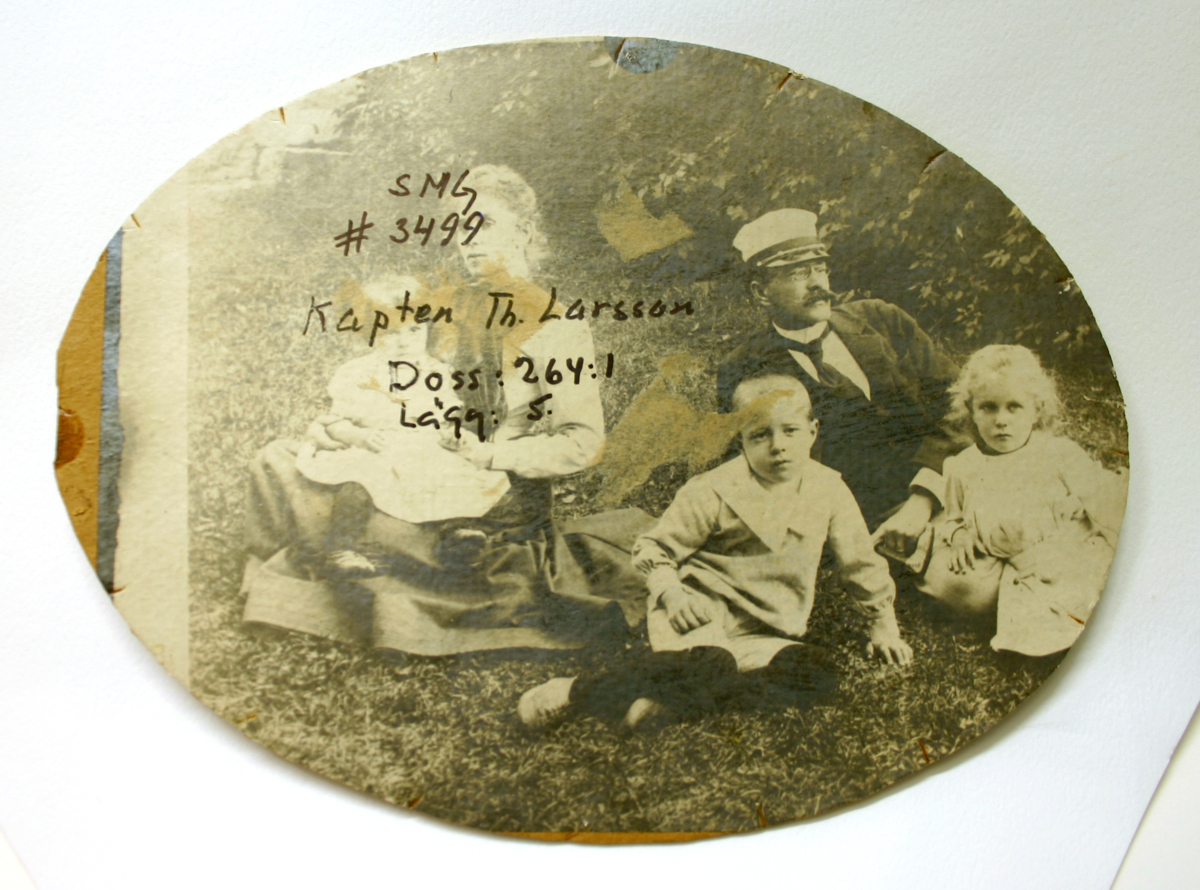 SMG
# 3499
Kapten Th. Larsson
Doss: 264:1
Lägg: 5.